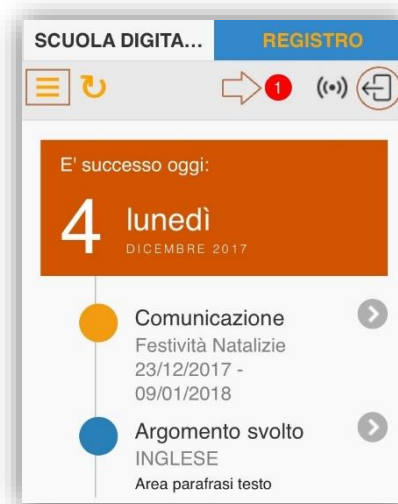 SCUOLA DIGITA... REGISTRO
1
E' successo oggi:
4 lunedì
DICEMBRE 2017
Comunicazione
Festività Natalizie
23/12/2017 -
09/01/2018
Argomento svolto
INGLESE
Area parafrasi testo